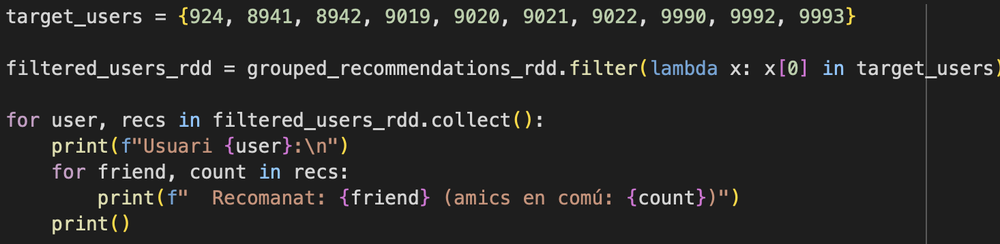 target_users = {924, 8941, 8942, 9019, 9020, 9021, 9022, 9990, 9992, 9993}
filtered_users_rdd = grouped_recommendations_rdd.filter(lambda x: x[0] in target_users)
for user, recs in filtered_users_rdd.collect():
    print(f"Usuari {user}:\n")
    for friend, count in recs:
        print(f"  Recomanat: {friend} (amics en comú: {count})")
    print()